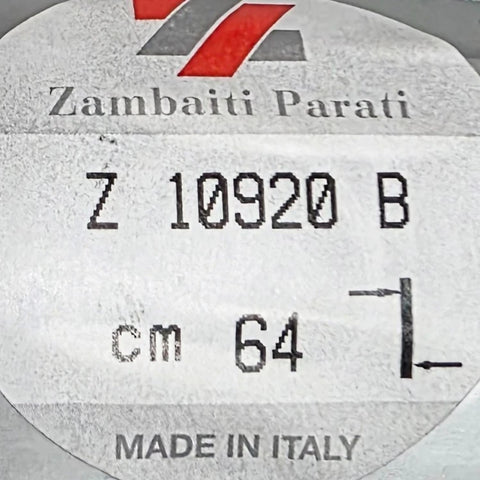 Zambaiti Parati
Z 10920 B
cm 64
MADE IN ITALY